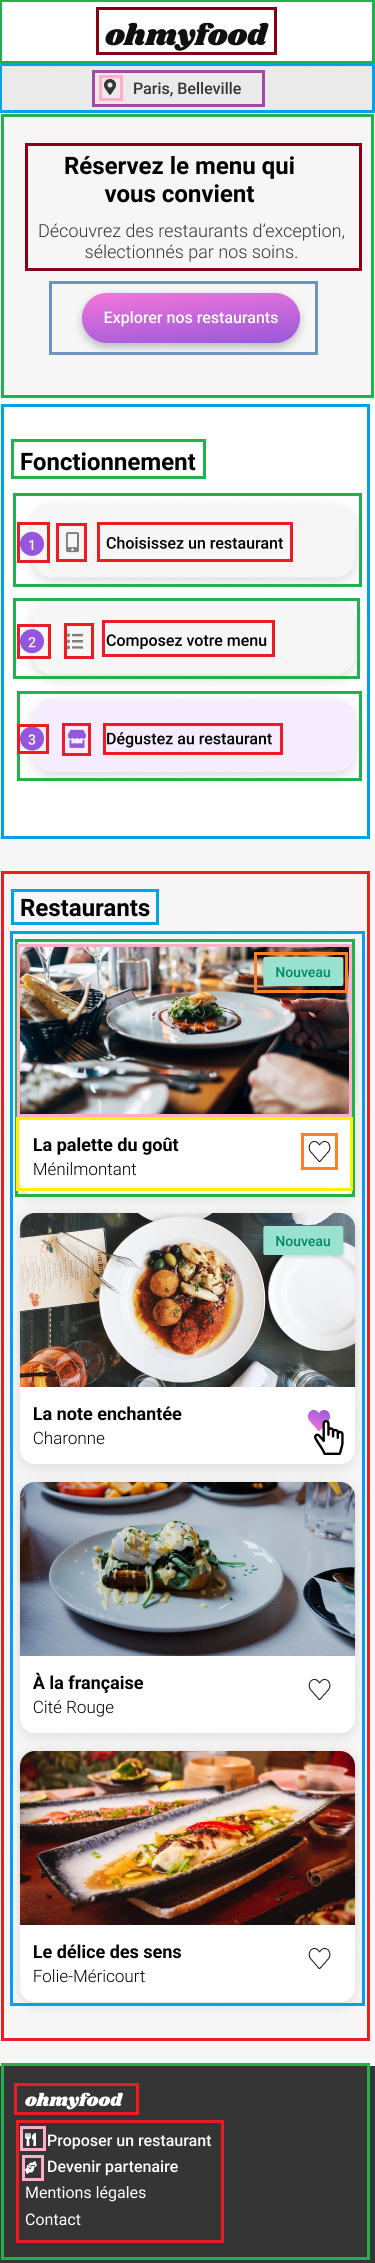 ohmyfood
Paris, Belleville
Réservez le menu qui
vous convient
Découvrez des restaurants d'exception,
sélectionnés par nos soins.
Explorer nos restaurants
Fonctionnement
1 Choisissez un restaurant
2 Composez votre menu
3 Dégustez au restaurant
Restaurants
Nouveau
La palette du goût
Ménilmontant
Nouveau
La note enchantée
Charonne
À la française
Cité Rouge
Le délice des sens
Folie-Méricourt
ohmyfood
Proposer un restaurant
Devenir partenaire
Mentions légales
Contact